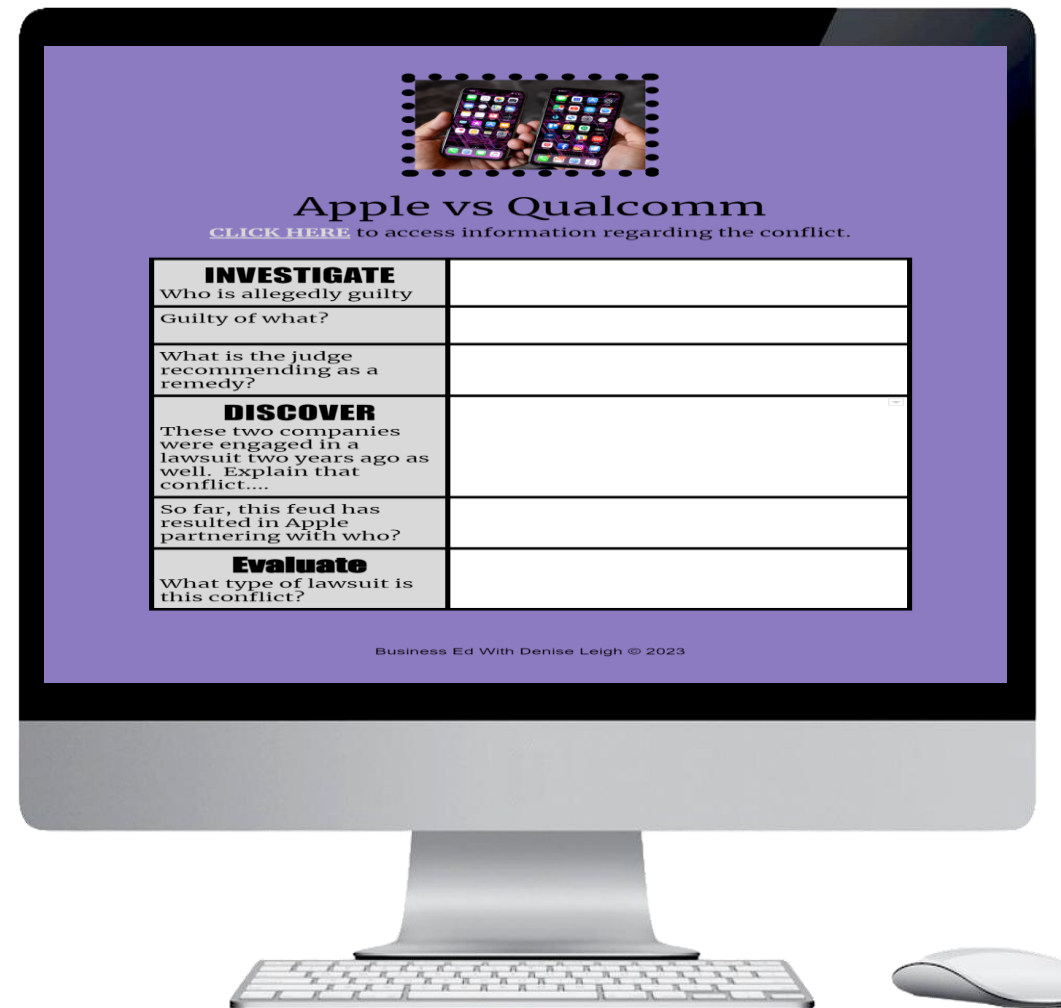 Apple vs Qualcomm
CLICK HERE to access information regarding the conflict.
INVESTIGATE
Who is allegedly guilty
Guilty of what?
What is the judge
recommending as a
remedy?
DISCOVER
These two companies
were engaged in a
lawsuit two years ago as
well.  Explain that
conflict....
So far, this feud has
resulted in Apple
partnering with who?
Evaluate
What type of lawsuit is
this conflict?
Business Ed With Denise Leigh © 2023